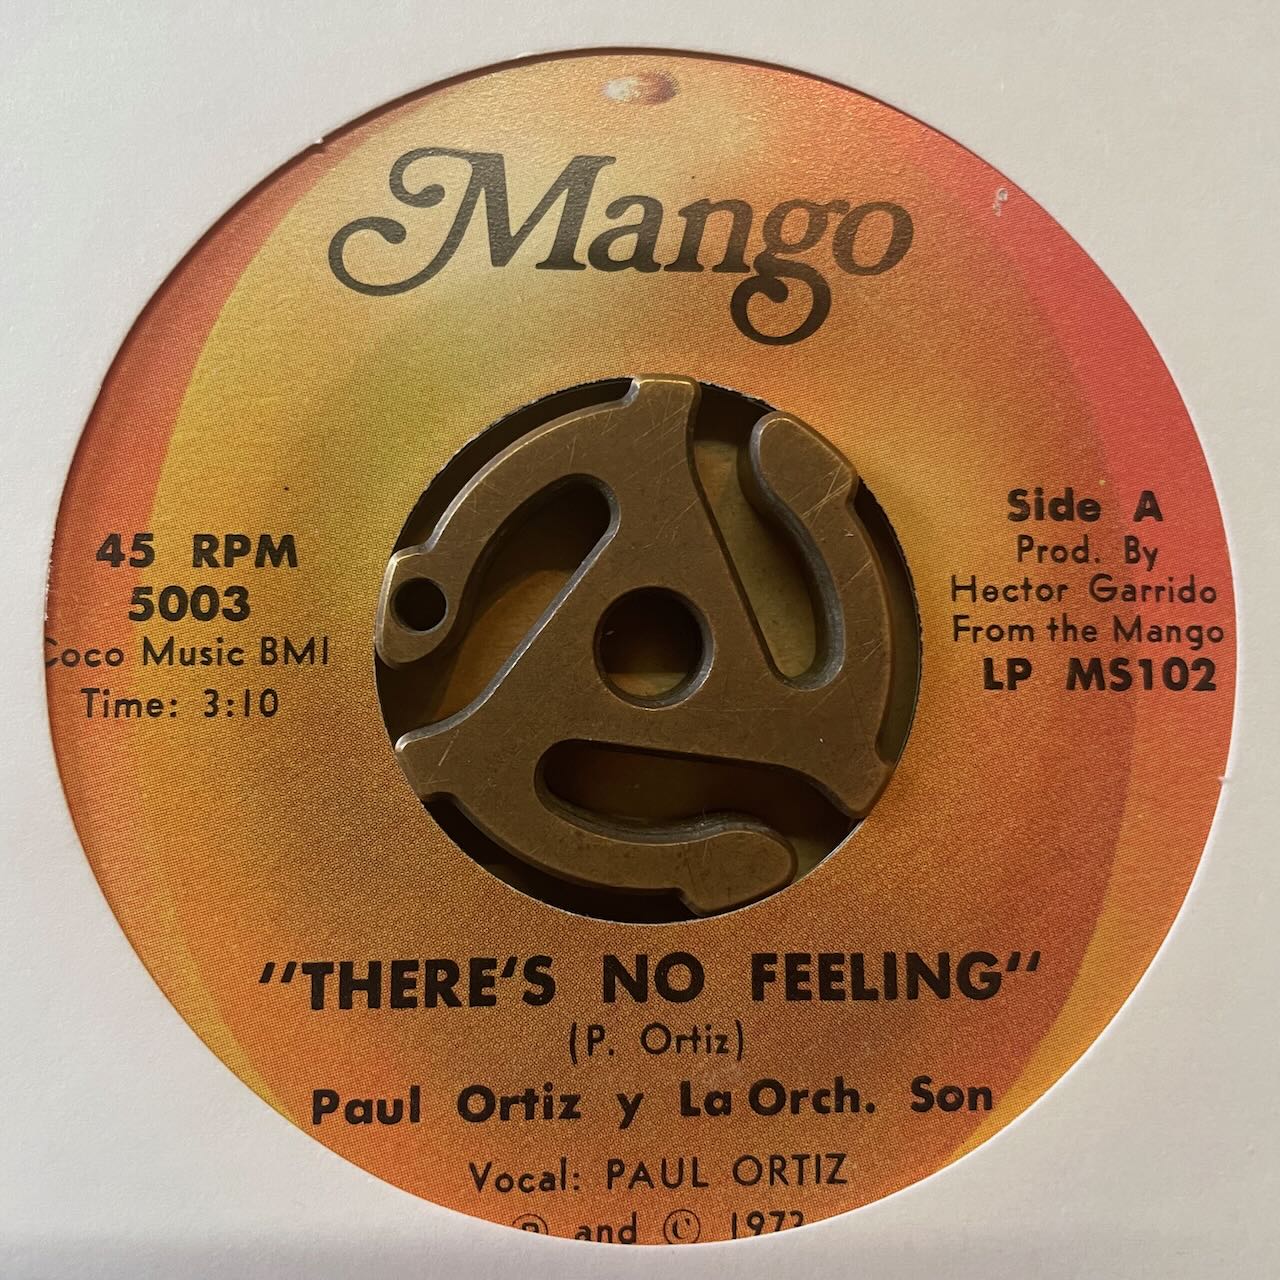 Mango
45 RPM
5003
Coco Music BMI
Time: 3:10
Side A
Prod. By
Hector Garrido
From the Mango
LP MS102
"THERE'S NO FEELING"
(P. Ortiz)
Paul Ortiz y La Orch. Son
Vocal: PAUL ORTIZ
Ⓟ and Ⓒ